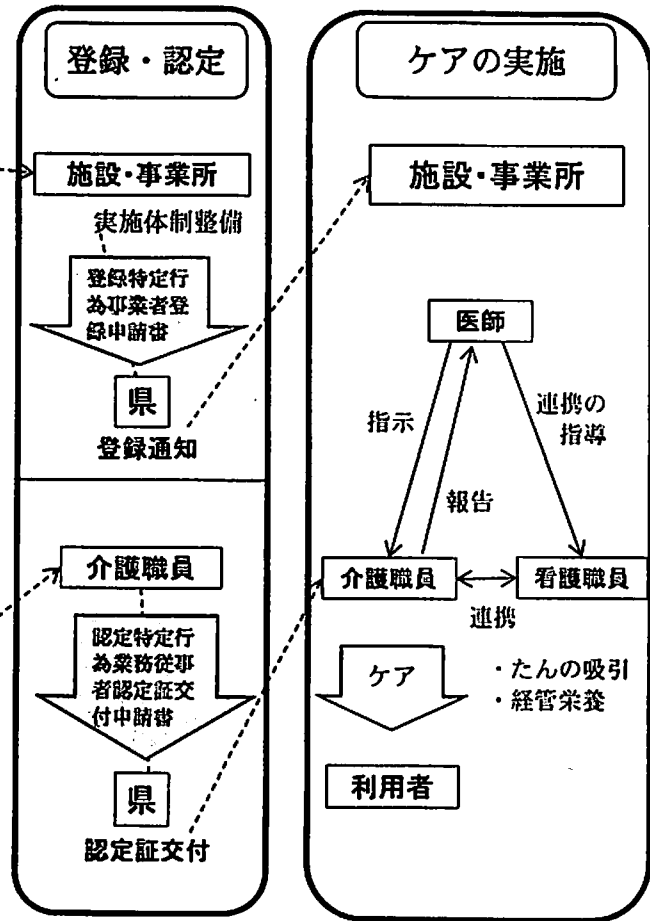 登録・認定
施設・事業所
実施体制整備
登録特定行
為事業者登
録申請書
県
登録通知
介護職員
認定特定行
為業務従事
者認定証交
付申請書
県
認定証交付
ケアの実施
施設・事業所
医師
指示
連携の
指導
報告
介護職員
看護職員
連携
ケア
・たんの吸引
・経管栄養
利用者